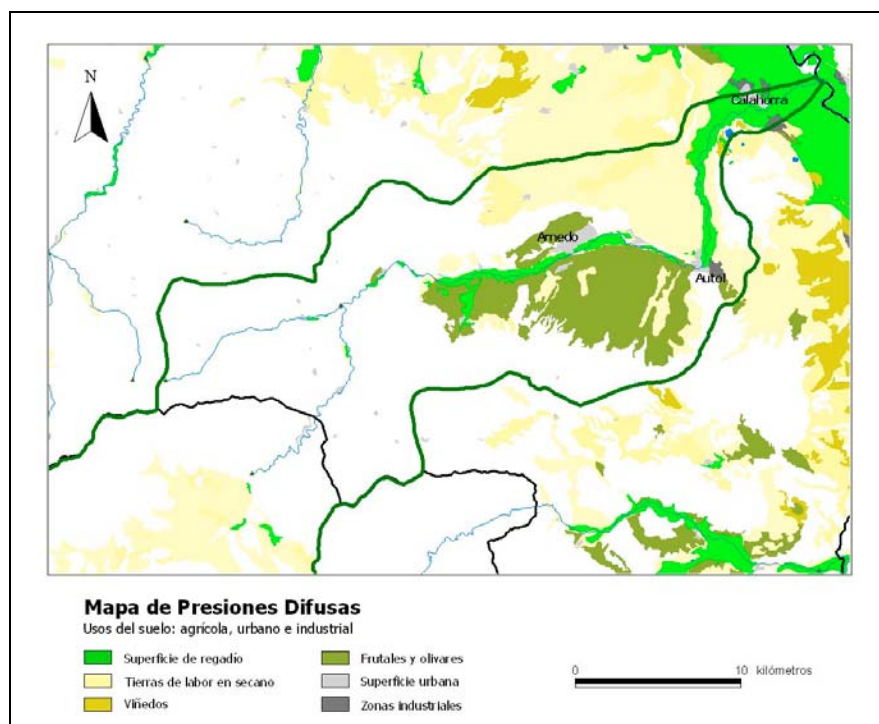 N
Calahorra
Arnedo
Autol
Mapa de Presiones Difusas
Usos del suelo: agrícola, urbano e industrial
Superficie de regadío
Tierras de labor en secano
Viñedos
Frutales y olivares
Superficie urbana
Zonas industriales
0 10 kilómetros